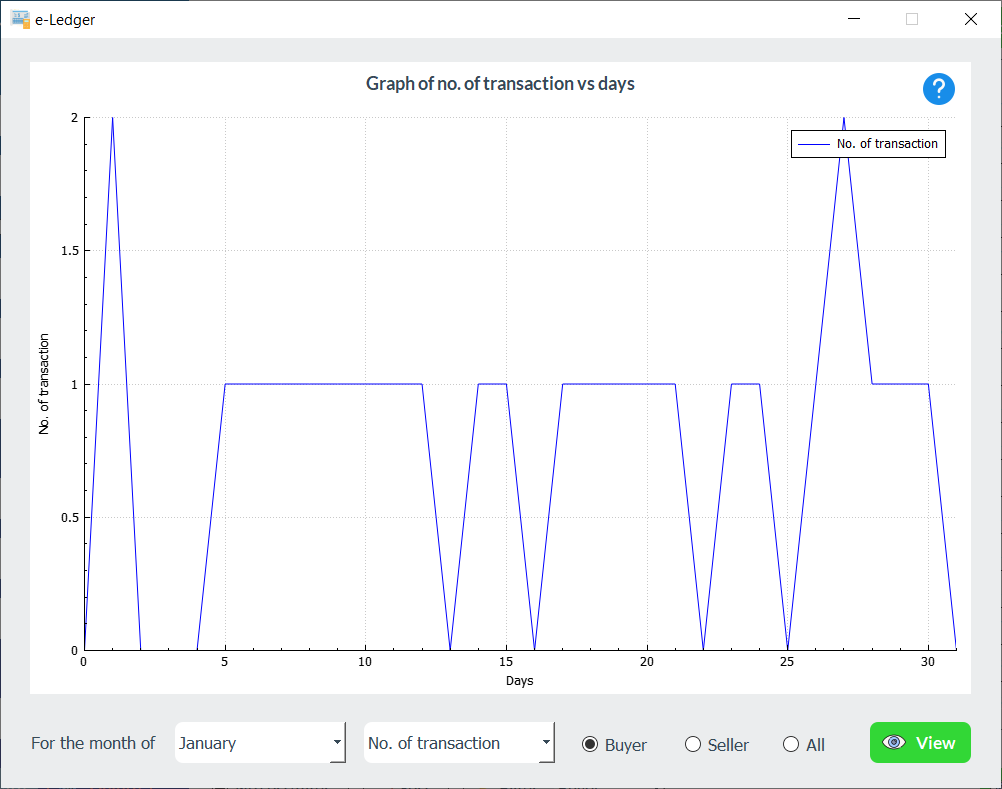 e-Ledger
Graph of no. of transaction vs days
?
No. of transaction
2
1.5
1
0.5
0
No. of transaction
0 5 10 15 20 25 30
Days
For the month of January No. of transaction Buyer Seller All View